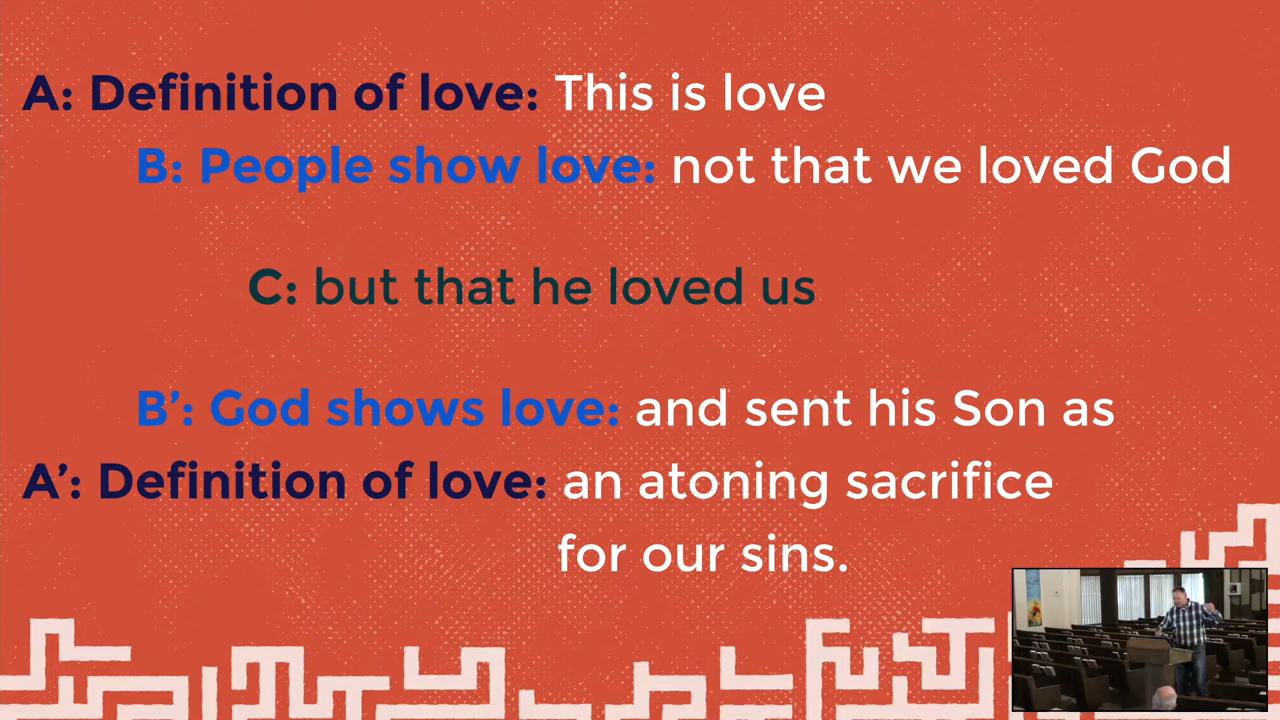 A: Definition of love: This is love
B: People show love: not that we loved God
C: but that he loved us
B’: God shows love: and sent his Son as
A’: Definition of love: an atoning sacrifice
for our sins.